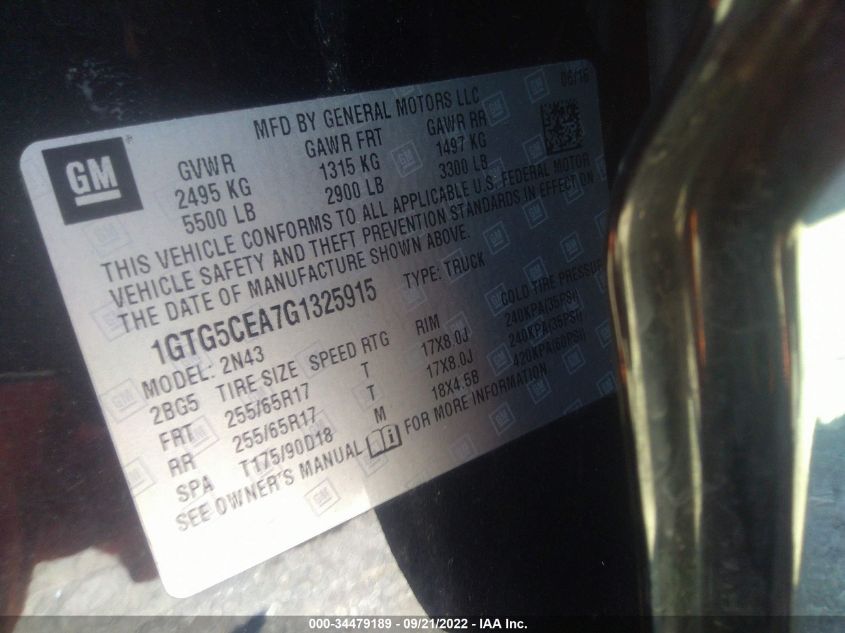 06/16
MFD BY GENERAL MOTORS LLC
GM
GVWR GAWR FRT GAWR RR
2495 KG 1315 KG 1497 KG
5500 LB 2900 LB 3300 LB
THIS VEHICLE CONFORMS TO ALL APPLICABLE U.S. FEDERAL MOTOR
VEHICLE SAFETY AND THEFT PREVENTION STANDARDS IN EFFECT ON
THE DATE OF MANUFACTURE SHOWN ABOVE.
1GTG5CEA7G1325915 TYPE: TRUCK
MODEL: 2N43
2BG5 TIRE SIZE SPEED RTG RIM COLD TIRE PRESSURE
FRT 255/65R17 T 17X8.0J 240KPA(35PSI)
RR 255/65R17 T 17X8.0J 240KPA(35PSI)
SPA T175/90D18 M 18X4.5B 420KPA(60PSI)
SEE OWNER'S MANUAL FOR MORE INFORMATION
000-34479189 - 09/21/2022 - IAA Inc.